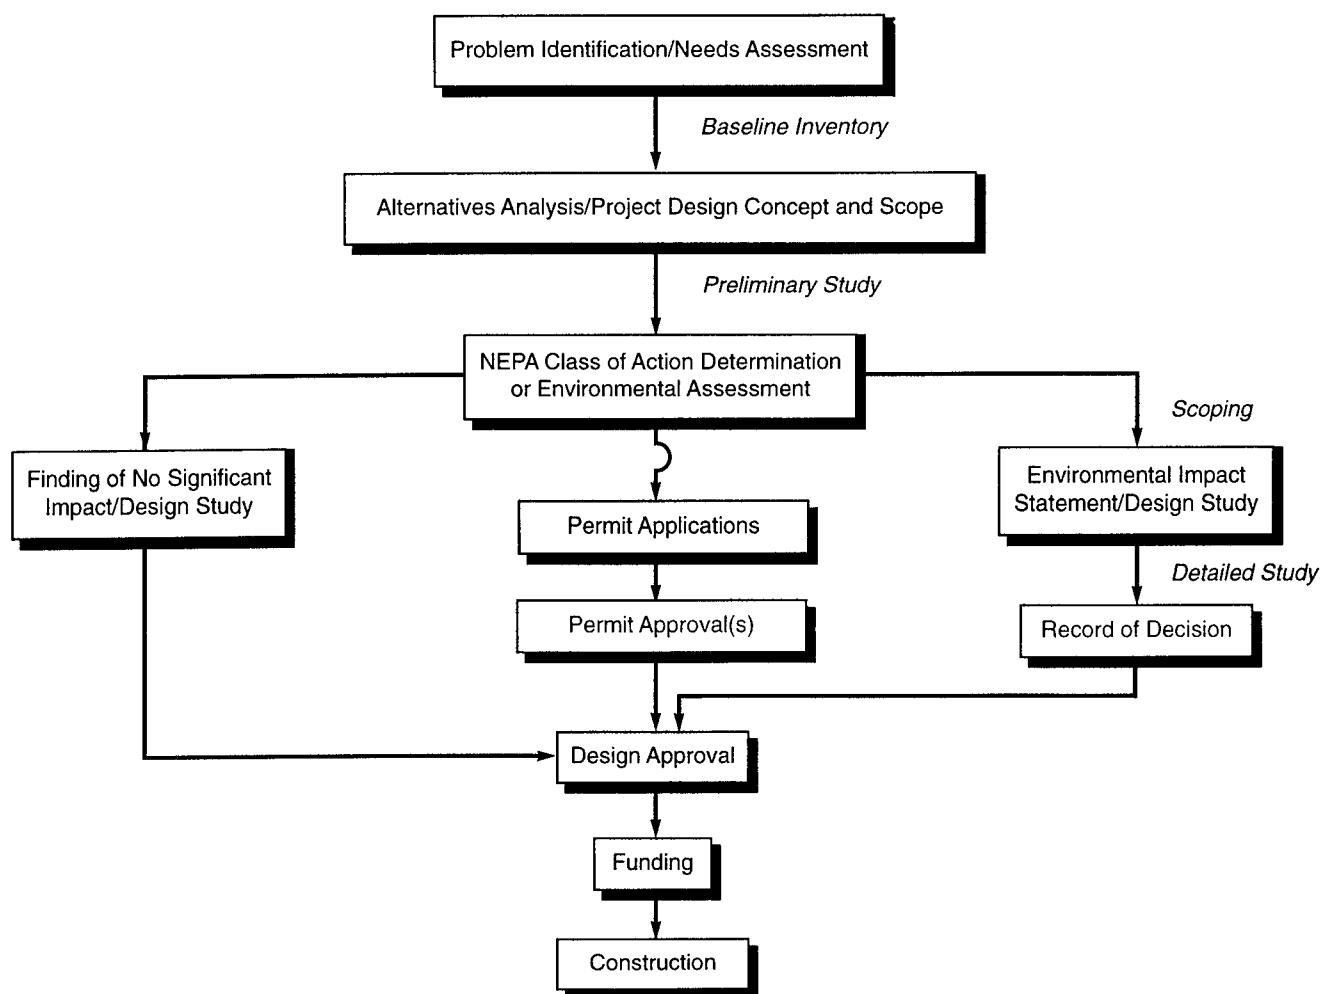 Problem Identification/Needs Assessment
Baseline Inventory
Alternatives Analysis/Project Design Concept and Scope
Preliminary Study
NEPA Class of Action Determination
or Environmental Assessment
Scoping
Finding of No Significant
Impact/Design Study
Permit Applications
Environmental Impact
Statement/Design Study
Detailed Study
Permit Approval(s)
Record of Decision
Design Approval
Funding
Construction